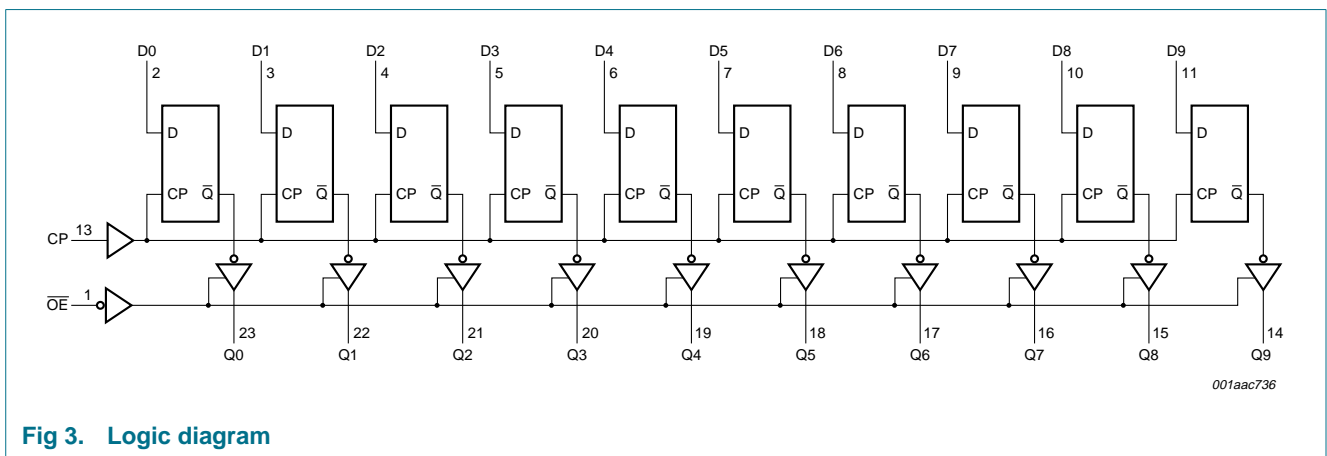 D0 D1 D2 D3 D4 D5 D6 D7 D8 D9
2 3 4 5 6 7 8 9 10 11
D D D D D D D D D D
CP Q̅ CP Q̅ CP Q̅ CP Q̅ CP Q̅ CP Q̅ CP Q̅ CP Q̅ CP Q̅ CP Q̅
CP 13
O̅E̅ 1
23 22 21 20 19 18 17 16 15 14
Q0 Q1 Q2 Q3 Q4 Q5 Q6 Q7 Q8 Q9
001aac736
Fig 3. Logic diagram